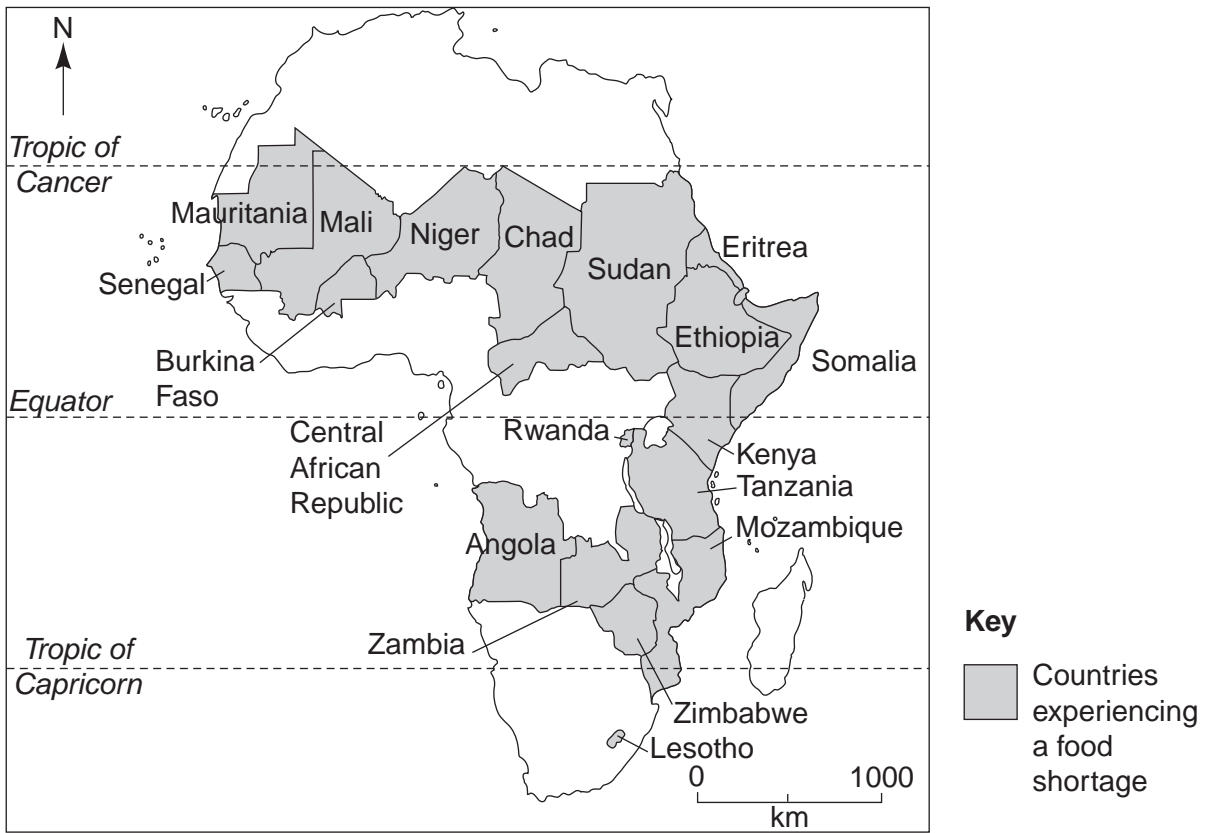 N
Tropic of
Cancer
Mauritania
Mali
Niger
Chad
Sudan
Eritrea
Senegal
Ethiopia
Burkina
Faso
Somalia
Equator
Central
African
Republic
Rwanda
Kenya
Tanzania
Mozambique
Angola
Zambia
Tropic of
Capricorn
Zimbabwe
Lesotho
0 1000
km
Key
Countries
experiencing
a food
shortage